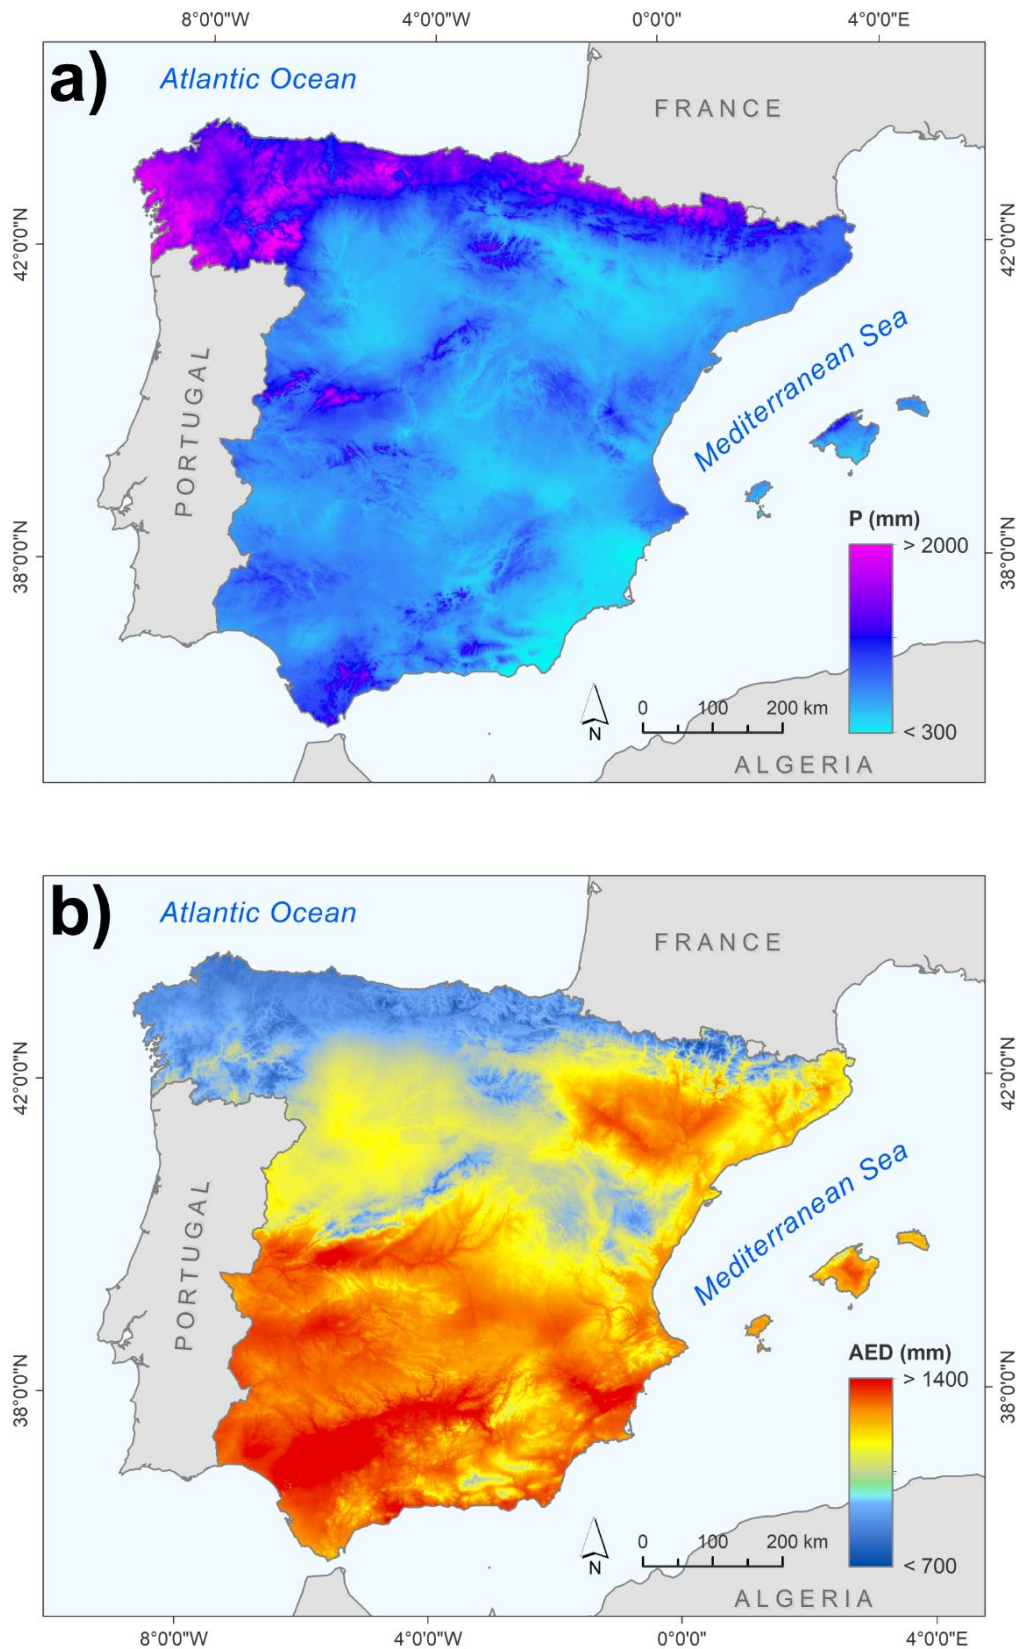 8°0'0"W 4°0'0"W 0°0'0" 4°0'0"E
a)
Atlantic Ocean
FRANCE
42°0'0"N
42°0'0"N
PORTUGAL
Mediterranean Sea
38°0'0"N
38°0'0"N
P (mm)
> 2000
< 300
0 100 200 km
N
ALGERIA
b)
Atlantic Ocean
FRANCE
42°0'0"N
42°0'0"N
PORTUGAL
Mediterranean Sea
38°0'0"N
38°0'0"N
AED (mm)
> 1400
< 700
0 100 200 km
N
ALGERIA
8°0'0"W 4°0'0"W 0°0'0" 4°0'0"E